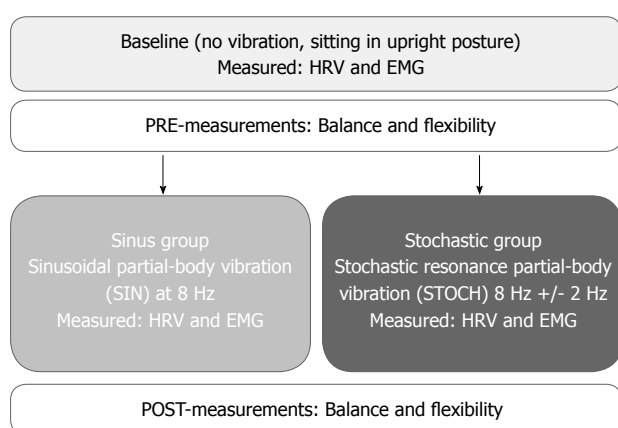 Baseline (no vibration, sitting in upright posture)
Measured: HRV and EMG
PRE-measurements: Balance and flexibility
Sinus group
Sinusoidal partial-body vibration
(SIN) at 8 Hz
Measured: HRV and EMG
Stochastic group
Stochastic resonance partial-body
vibration (STOCH) 8 Hz +/- 2 Hz
Measured: HRV and EMG
POST-measurements: Balance and flexibility